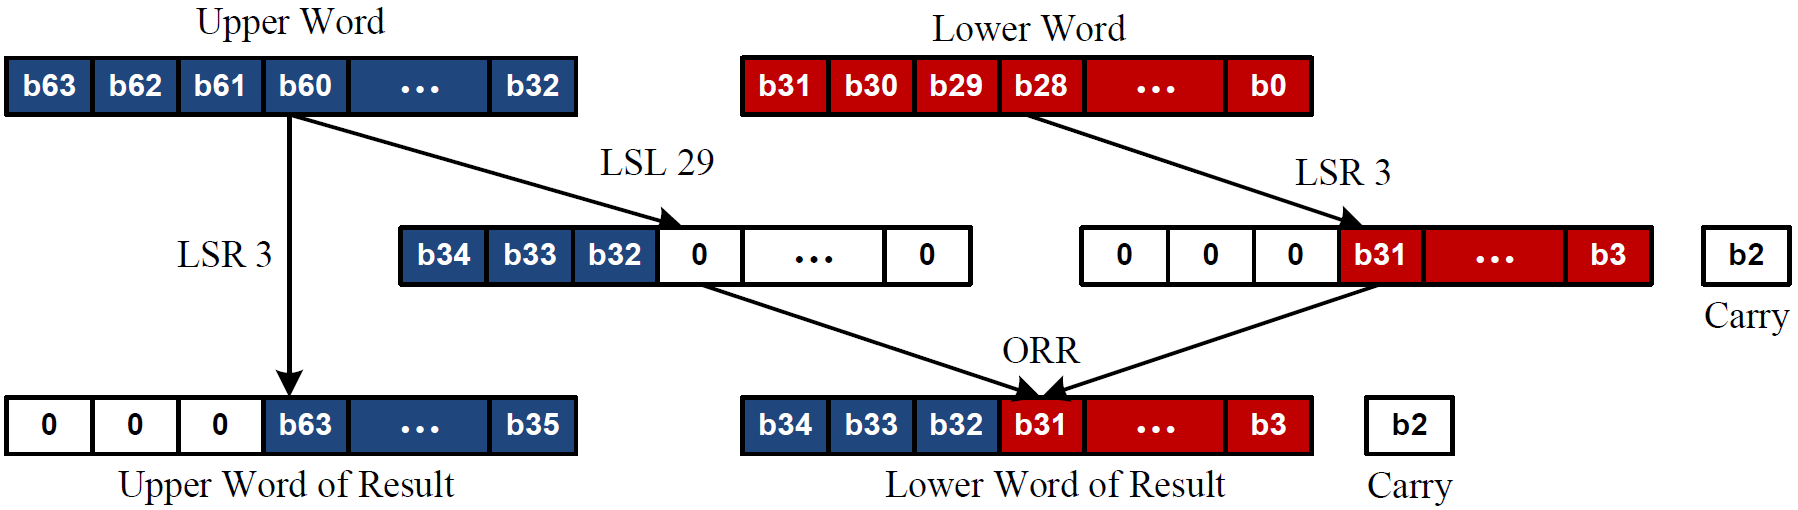 Upper Word
Lower Word
b63 b62 b61 b60 ... b32
b31 b30 b29 b28 ... b0
LSL 29
LSR 3
LSR 3
b34 b33 b32 0 ... 0
0 0 0 b31 ... b3
b2
Carry
ORR
0 0 0 b63 ... b35
b34 b33 b32 b31 ... b3
b2
Upper Word of Result
Lower Word of Result
Carry